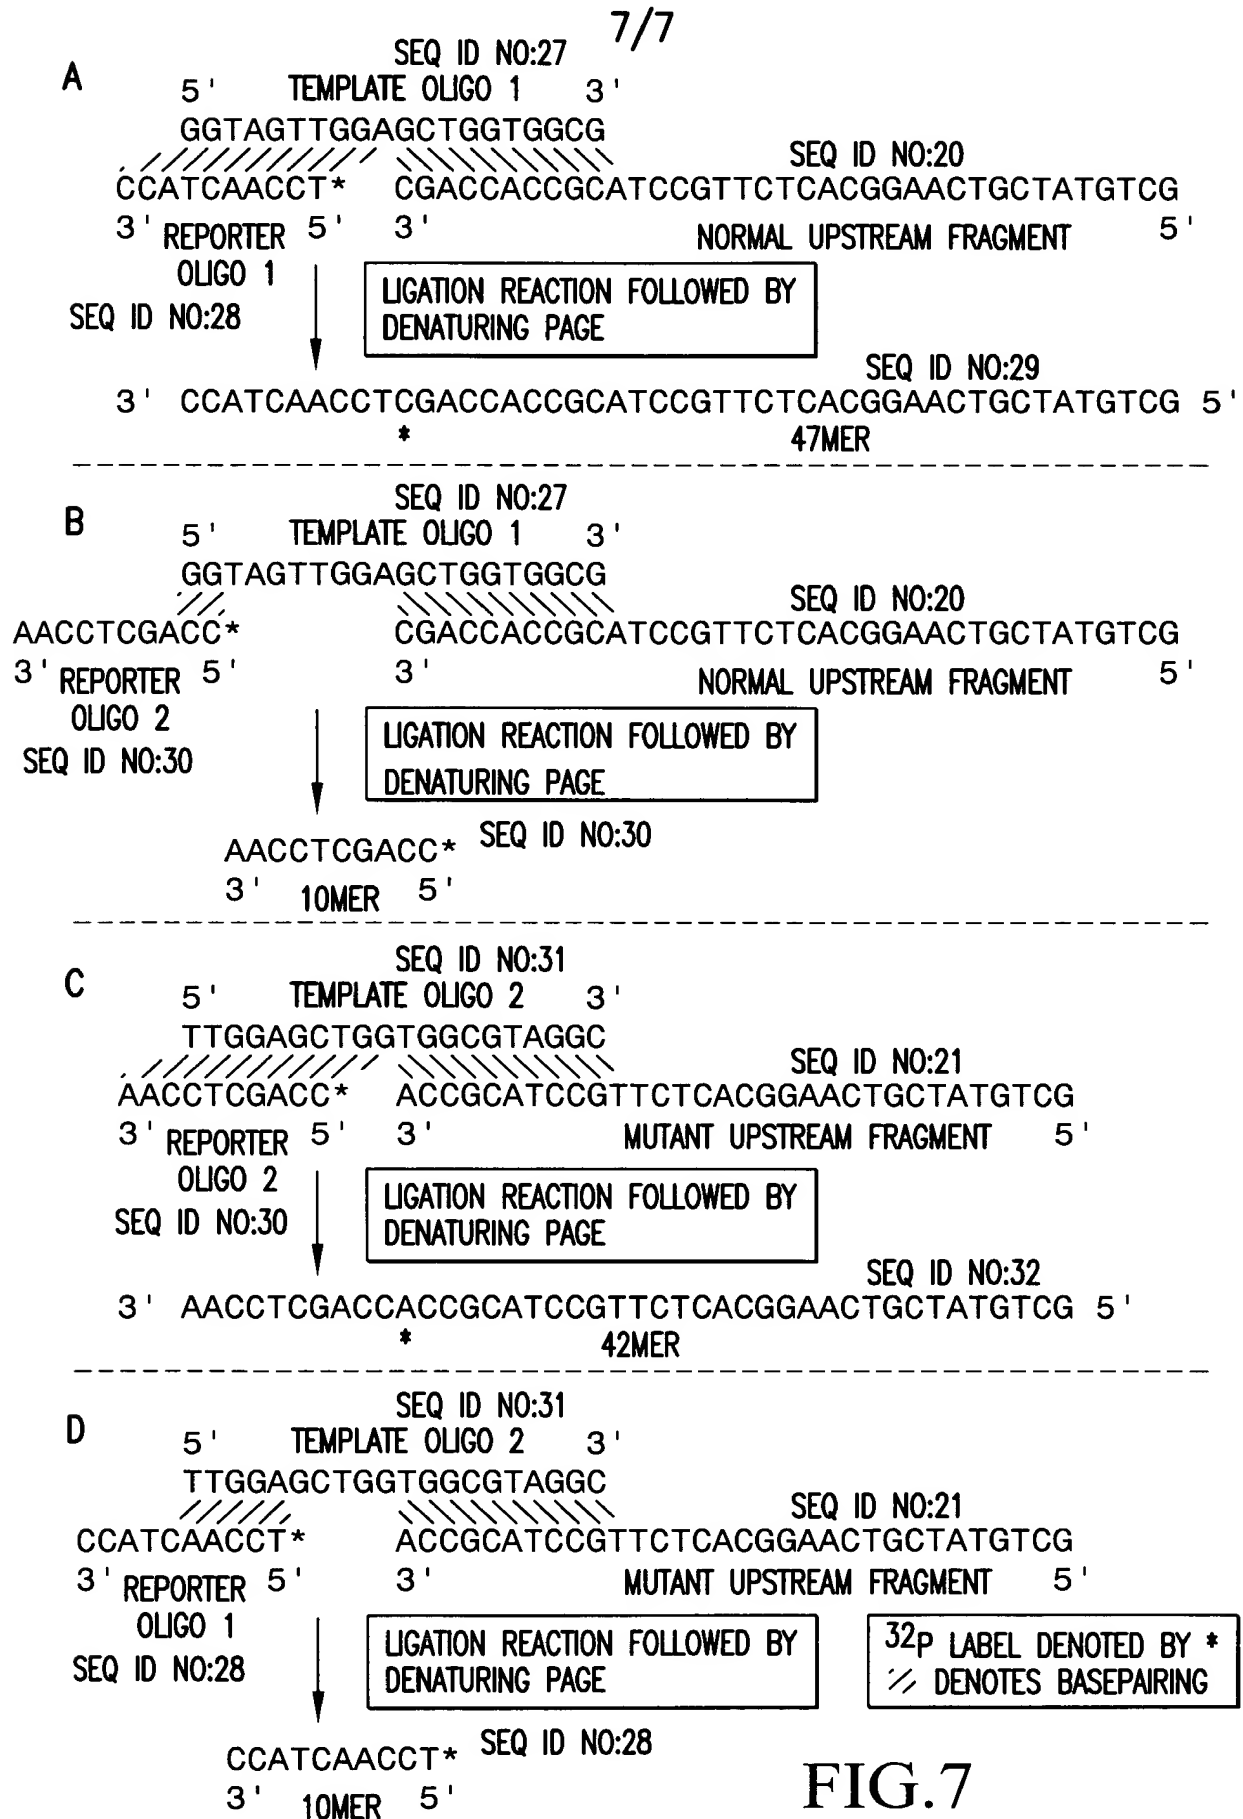 7/7
A
SEQ ID NO:27
5' TEMPLATE OLIGO 1 3'
GGTAGTTGGAGCTGGTGGCG
SEQ ID NO:20
CCATCAACCT* CGACCACCGCATCCGTTCTCACGGAACTGCTATGTCG
3' REPORTER 5' 3' NORMAL UPSTREAM FRAGMENT 5'
OLIGO 1
SEQ ID NO:28
LIGATION REACTION FOLLOWED BY
DENATURING PAGE
SEQ ID NO:29
3' CCATCAACCTCGACCACCGCATCCGTTCTCACGGAACTGCTATGTCG 5'
* 47MER
B
SEQ ID NO:27
5' TEMPLATE OLIGO 1 3'
GGTAGTTGGAGCTGGTGGCG
SEQ ID NO:20
AACCTCGACC* CGACCACCGCATCCGTTCTCACGGAACTGCTATGTCG
3' REPORTER 5' 3' NORMAL UPSTREAM FRAGMENT 5'
OLIGO 2
SEQ ID NO:30
LIGATION REACTION FOLLOWED BY
DENATURING PAGE
AACCTCGACC* SEQ ID NO:30
3' 10MER 5'
C
SEQ ID NO:31
5' TEMPLATE OLIGO 2 3'
TTGGAGCTGGTGGCGTAGGC
SEQ ID NO:21
AACCTCGACC* ACCGCATCCGTTCTCACGGAACTGCTATGTCG
3' REPORTER 5' 3' MUTANT UPSTREAM FRAGMENT 5'
OLIGO 2
SEQ ID NO:30
LIGATION REACTION FOLLOWED BY
DENATURING PAGE
SEQ ID NO:32
3' AACCTCGACCACCGCATCCGTTCTCACGGAACTGCTATGTCG 5'
* 42MER
D
SEQ ID NO:31
5' TEMPLATE OLIGO 2 3'
TTGGAGCTGGTGGCGTAGGC
SEQ ID NO:21
CCATCAACCT* ACCGCATCCGTTCTCACGGAACTGCTATGTCG
3' REPORTER 5' 3' MUTANT UPSTREAM FRAGMENT 5'
OLIGO 1
SEQ ID NO:28
LIGATION REACTION FOLLOWED BY
DENATURING PAGE
32P LABEL DENOTED BY *
// DENOTES BASEPAIRING
CCATCAACCT* SEQ ID NO:28
3' 10MER 5'
FIG.7